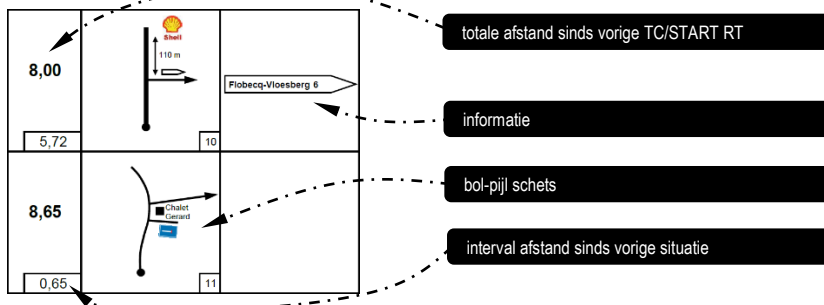 totale afstand sinds vorige TC/START RT
Shell
110 m
8,00
Flobecq-Vloesberg 6
informatie
5,72
10
bol-pijl schets
8,65
Chalet
Gerard
interval afstand sinds vorige situatie
0,65
11